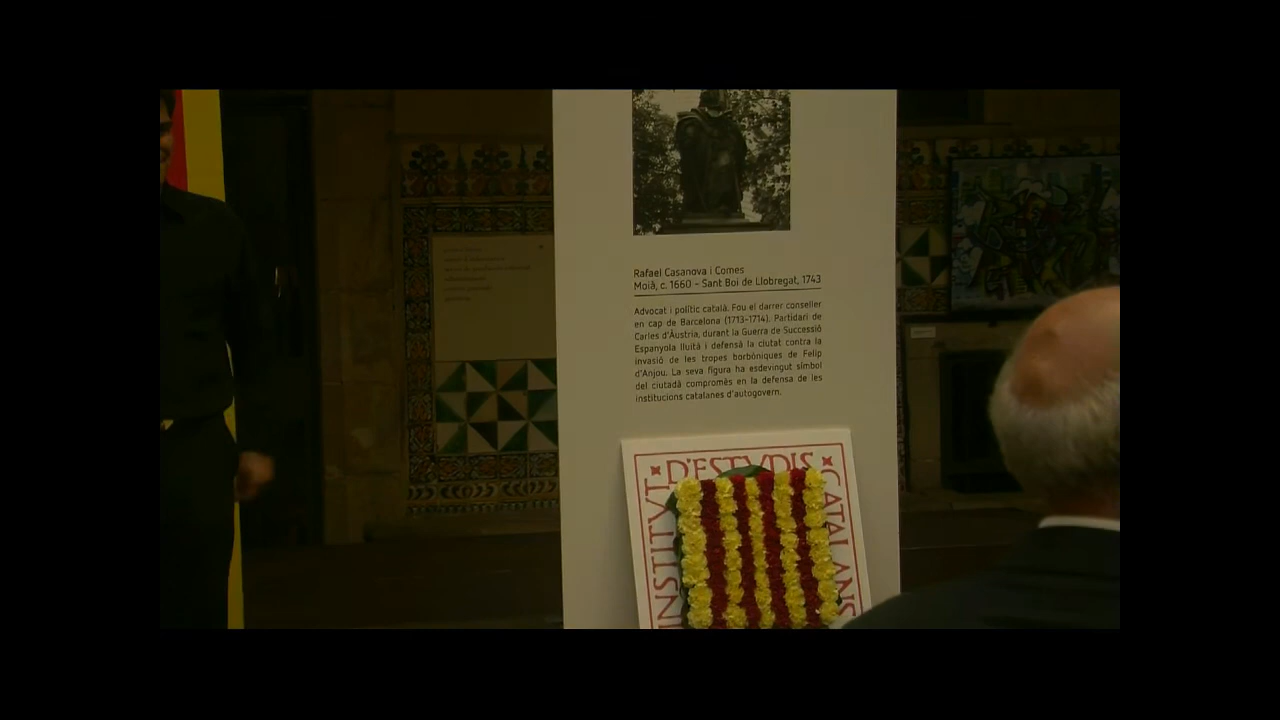 Rafael Casanova i Comes
Moià, c. 1660 – Sant Boi de Llobregat, 1743
Advocat i polític català. Fou el darrer conseller
en cap de Barcelona (1713-1714). Partidari de
Carles d'Àustria, durant la Guerra de Successió
Espanyola lluità i defensà la ciutat contra la
invasió de les tropes borbòniques de Felip
d'Anjou. La seva figura ha esdevingut símbol
del ciutadà compromès en la defensa de les
institucions catalanes d'autogovern.
INSTITVT
D'ESTVDIS
CATALANS